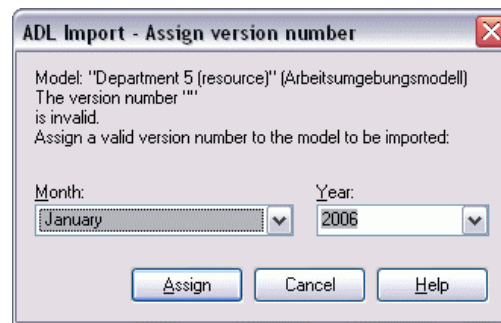 ADL Import - Assign version number
Model: "Department 5 (resource)" (Arbeitsumgebungsmodell)
The version number ""
is invalid.
Assign a valid version number to the model to be imported:
Month: Year:
January 2006
Assign Cancel Help